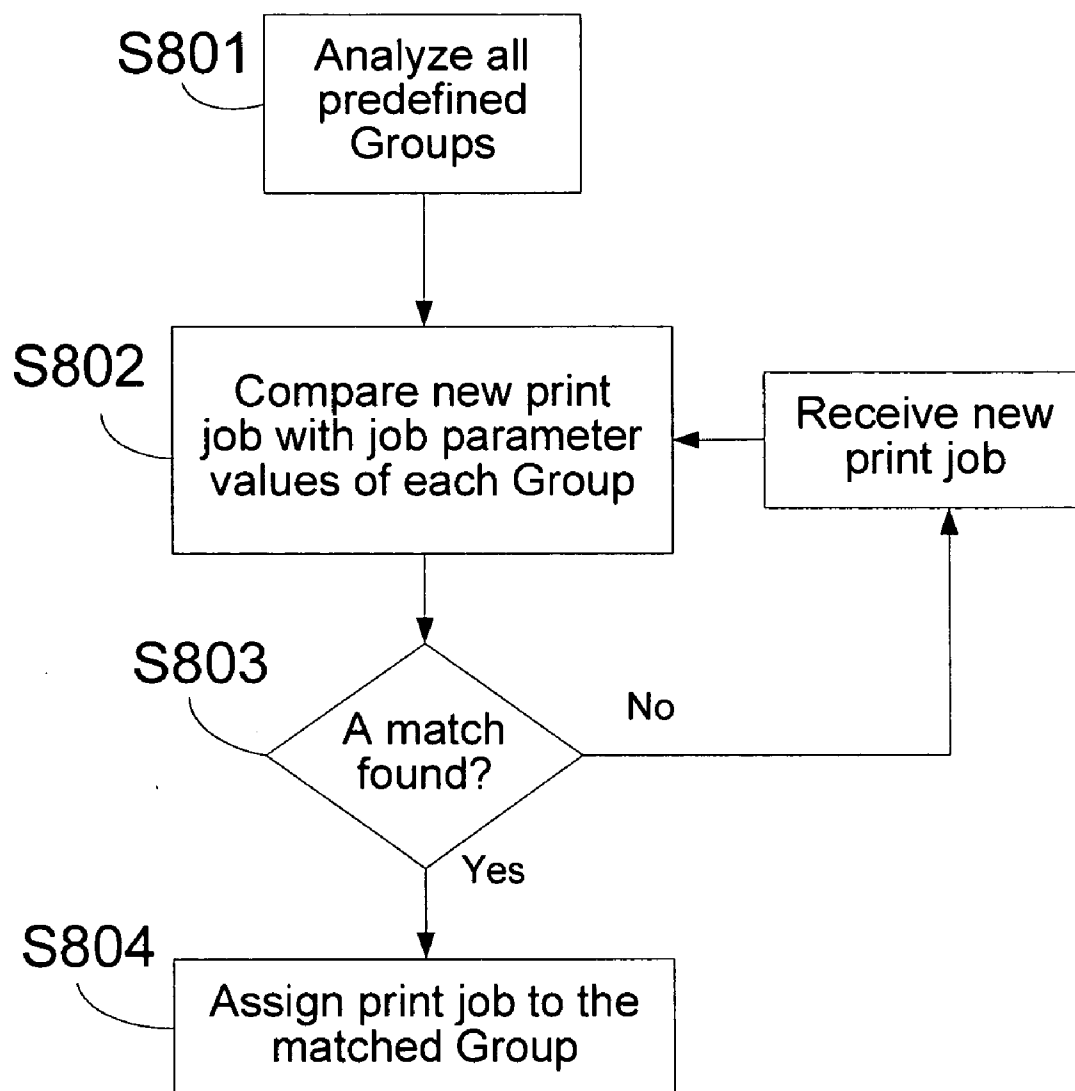 S801
Analyze all
predefined
Groups
S802
Compare new print
job with job parameter
values of each Group
Receive new
print job
S803
A match
found?
No
Yes
S804
Assign print job to the
matched Group